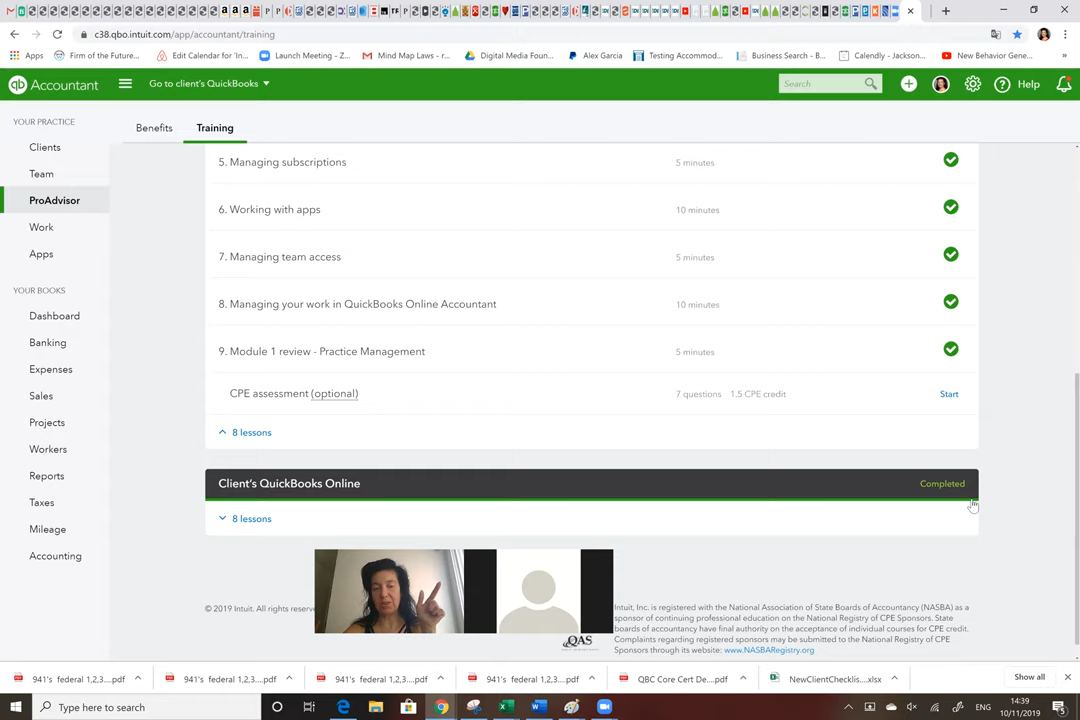 c38.qbo.intuit.com/app/accountant/training
Apps
Firm of the Future...
Edit Calendar for 'In...
Launch Meeting - Z...
Mind Map Laws - r...
Digital Media Foun...
Alex Garcia
Testing Accommod...
Business Search - B...
Calendly - Jackson...
New Behavior Gene...
»
qb Accountant
Go to client's QuickBooks
Search
Help
YOUR PRACTICE
Clients
Team
ProAdvisor
Work
Apps
YOUR BOOKS
Dashboard
Banking
Expenses
Sales
Projects
Workers
Reports
Taxes
Mileage
Accounting
Benefits
Training
5. Managing subscriptions 5 minutes
6. Working with apps 10 minutes
7. Managing team access 5 minutes
8. Managing your work in QuickBooks Online Accountant 10 minutes
9. Module 1 review - Practice Management 5 minutes
CPE assessment (optional) 7 questions 1.5 CPE credit Start
8 lessons
Client's QuickBooks Online Completed
8 lessons
© 2019 Intuit. All rights reserve
QAS
Intuit, Inc. is registered with the National Association of State Boards of Accountancy (NASBA) as a
sponsor of continuing professional education on the National Registry of CPE Sponsors. State
boards of accountancy have final authority on the acceptance of individual courses for CPE credit.
Complaints regarding registered sponsors may be submitted to the National Registry of CPE
Sponsors through its website: www.NASBARegistry.org
941's federal 1,2,3....pdf
941's federal 1,2,3....pdf
941's federal 1,2,3....pdf
941's federal 1,2,3....pdf
QBC Core Cert De....pdf
NewClientChecklis....xlsx
Show all
Type here to search
ENG
14:39
10/11/2019